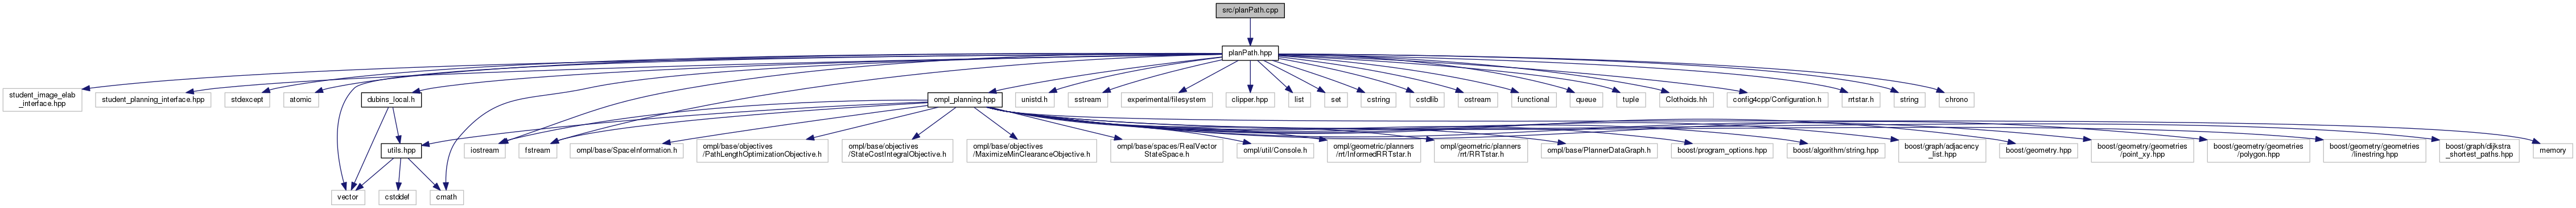 src/planPath.cpp
planPath.hpp
student_image_elab
_interface.hpp
student_planning_interface.hpp
stdexcept
atomic
dubins_local.h
ompl_planning.hpp
unistd.h
sstream
experimental/filesystem
clipper.hpp
list
set
cstring
cstdlib
ostream
functional
queue
tuple
Clothoids.hh
config4cpp/Configuration.h
rrtstar.h
string
chrono
utils.hpp
iostream
fstream
ompl/base/SpaceInformation.h
ompl/base/objectives
/PathLengthOptimizationObjective.h
ompl/base/objectives
/StateCostIntegralObjective.h
ompl/base/objectives
/MaximizeMinClearanceObjective.h
ompl/base/spaces/RealVector
StateSpace.h
ompl/util/Console.h
ompl/geometric/planners
/rrt/InformedRRTstar.h
ompl/geometric/planners
/rrt/RRTstar.h
ompl/base/PlannerDataGraph.h
boost/program_options.hpp
boost/algorithm/string.hpp
boost/graph/adjacency
_list.hpp
boost/geometry.hpp
boost/geometry/geometries
/point_xy.hpp
boost/geometry/geometries
/polygon.hpp
boost/geometry/geometries
/linestring.hpp
boost/graph/dijkstra
_shortest_paths.hpp
memory
vector
cstddef
cmath